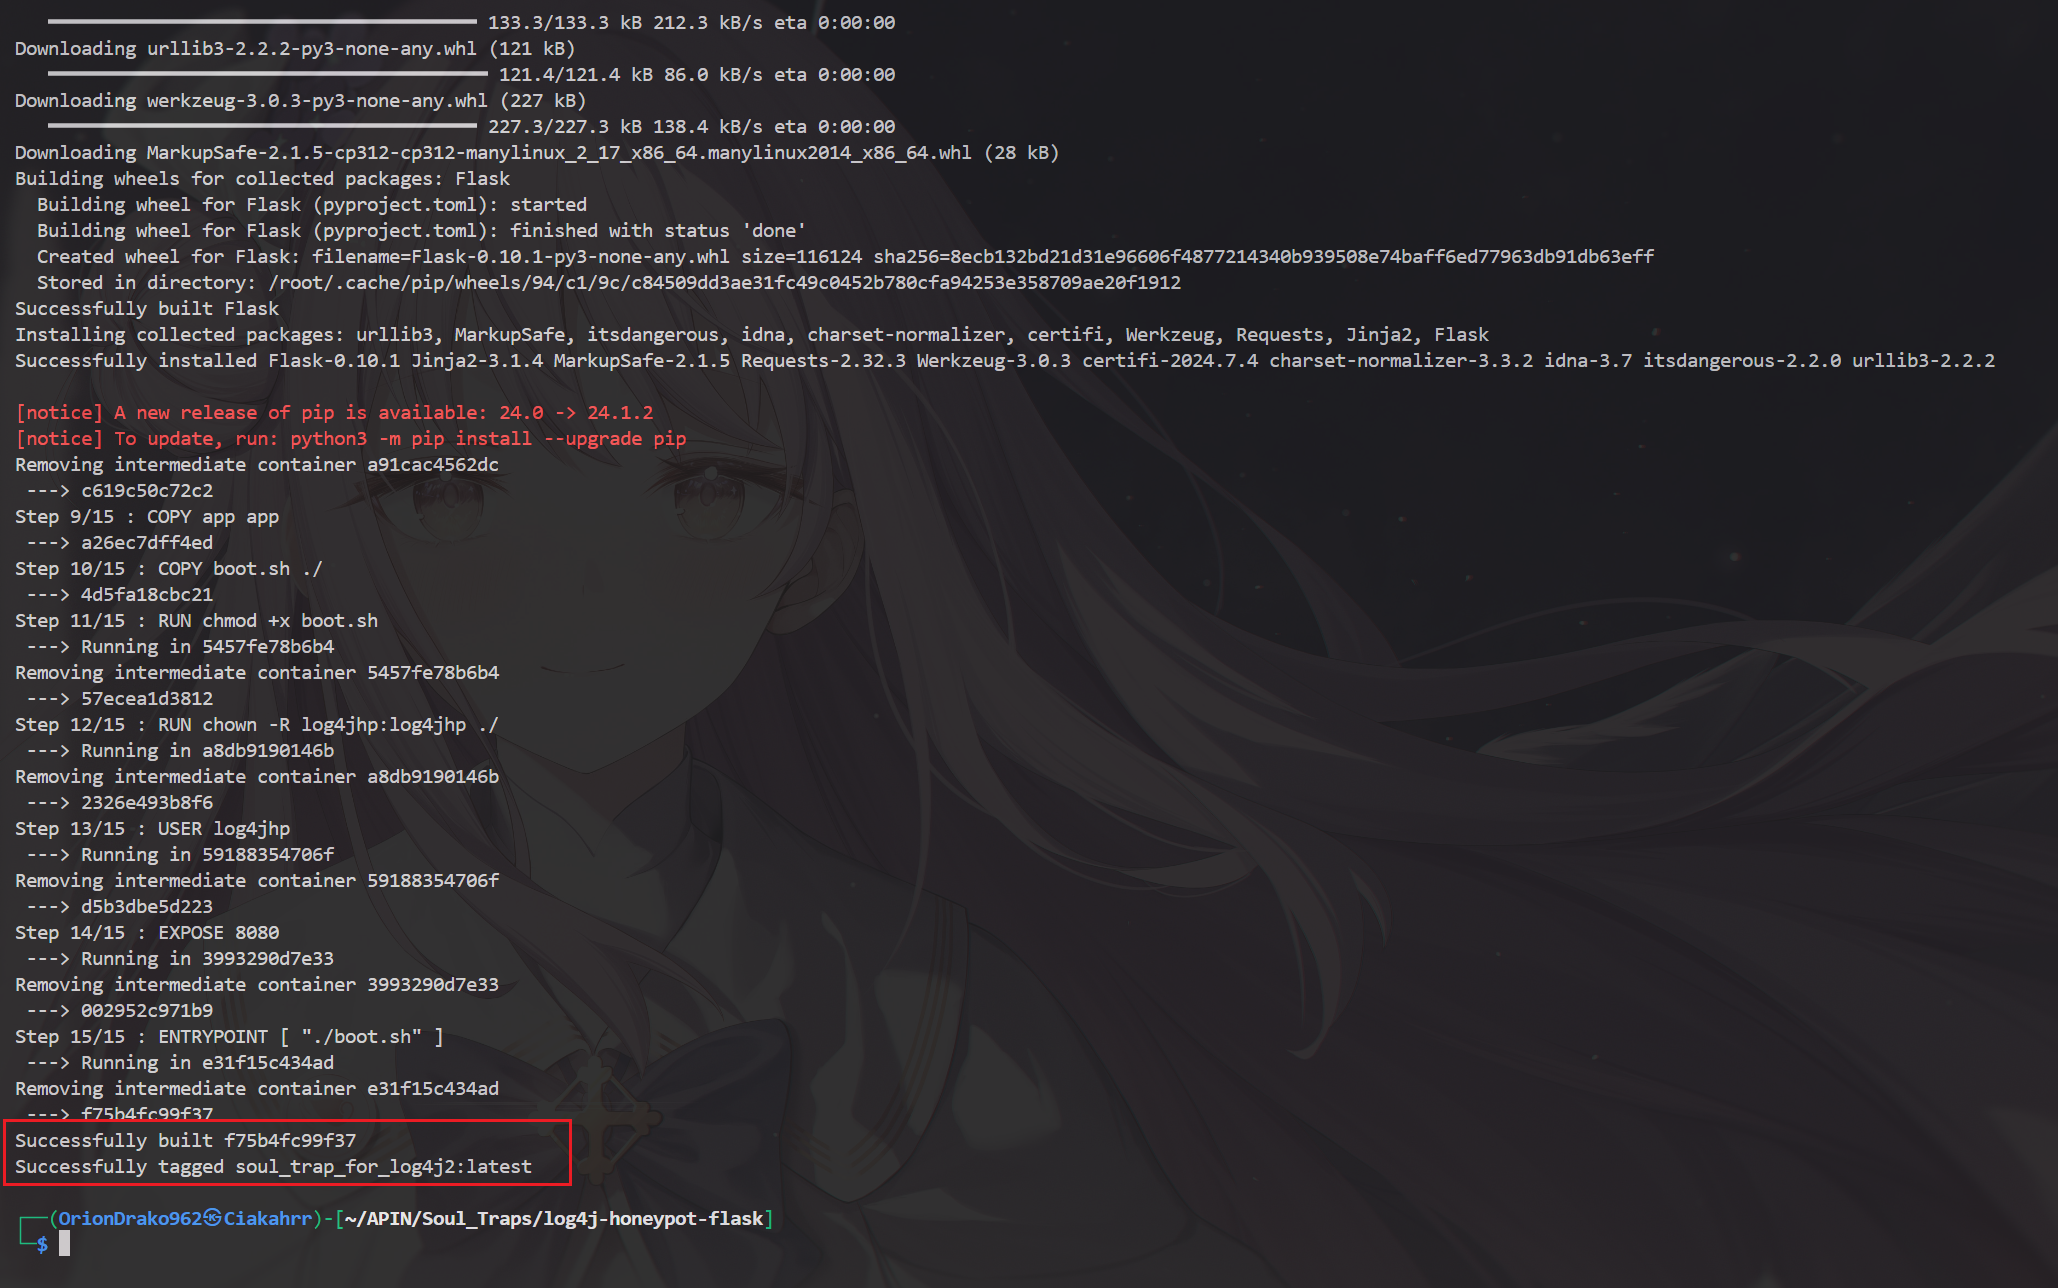 133.3/133.3 kB 212.3 kB/s eta 0:00:00
Downloading urllib3-2.2.2-py3-none-any.whl (121 kB)
121.4/121.4 kB 86.0 kB/s eta 0:00:00
Downloading werkzeug-3.0.3-py3-none-any.whl (227 kB)
227.3/227.3 kB 138.4 kB/s eta 0:00:00
Downloading MarkupSafe-2.1.5-cp312-cp312-manylinux_2_17_x86_64.manylinux2014_x86_64.whl (28 kB)
Building wheels for collected packages: Flask
Building wheel for Flask (pyproject.toml): started
Building wheel for Flask (pyproject.toml): finished with status 'done'
Created wheel for Flask: filename=Flask-0.10.1-py3-none-any.whl size=116124 sha256=8ecb132bd21d31e96606f4877214340b939508e74baff6ed77963db91db63eff
Stored in directory: /root/.cache/pip/wheels/94/c1/9c/c84509dd3ae31fc49c0452b780cfa94253e358709ae20f1912
Successfully built Flask
Installing collected packages: urllib3, MarkupSafe, itsdangerous, idna, charset-normalizer, certifi, Werkzeug, Requests, Jinja2, Flask
Successfully installed Flask-0.10.1 Jinja2-3.1.4 MarkupSafe-2.1.5 Requests-2.32.3 Werkzeug-3.0.3 certifi-2024.7.4 charset-normalizer-3.3.2 idna-3.7 itsdangerous-2.2.0 urllib3-2.2.2
[notice] A new release of pip is available: 24.0 -> 24.1.2
[notice] To update, run: python3 -m pip install --upgrade pip
Removing intermediate container a91cac4562dc
---> c619c50c72c2
Step 9/15 : COPY app app
---> a26ec7dff4ed
Step 10/15 : COPY boot.sh ./
---> 4d5fa18cbc21
Step 11/15 : RUN chmod +x boot.sh
---> Running in 5457fe78b6b4
Removing intermediate container 5457fe78b6b4
---> 57ecea1d3812
Step 12/15 : RUN chown -R log4jhp:log4jhp ./
---> Running in a8db9190146b
Removing intermediate container a8db9190146b
---> 2326e493b8f6
Step 13/15 : USER log4jhp
---> Running in 59188354706f
Removing intermediate container 59188354706f
---> d5b3dbe5d223
Step 14/15 : EXPOSE 8080
---> Running in 3993290d7e33
Removing intermediate container 3993290d7e33
---> 002952c971b9
Step 15/15 : ENTRYPOINT [ "./boot.sh" ]
---> Running in e31f15c434ad
Removing intermediate container e31f15c434ad
---> f75b4fc99f37
Successfully built f75b4fc99f37
Successfully tagged soul_trap_for_log4j2:latest
┌──(OrionDrako962㉿Ciakahrr)-[~/APIN/Soul_Traps/log4j-honeypot-flask]
└─$